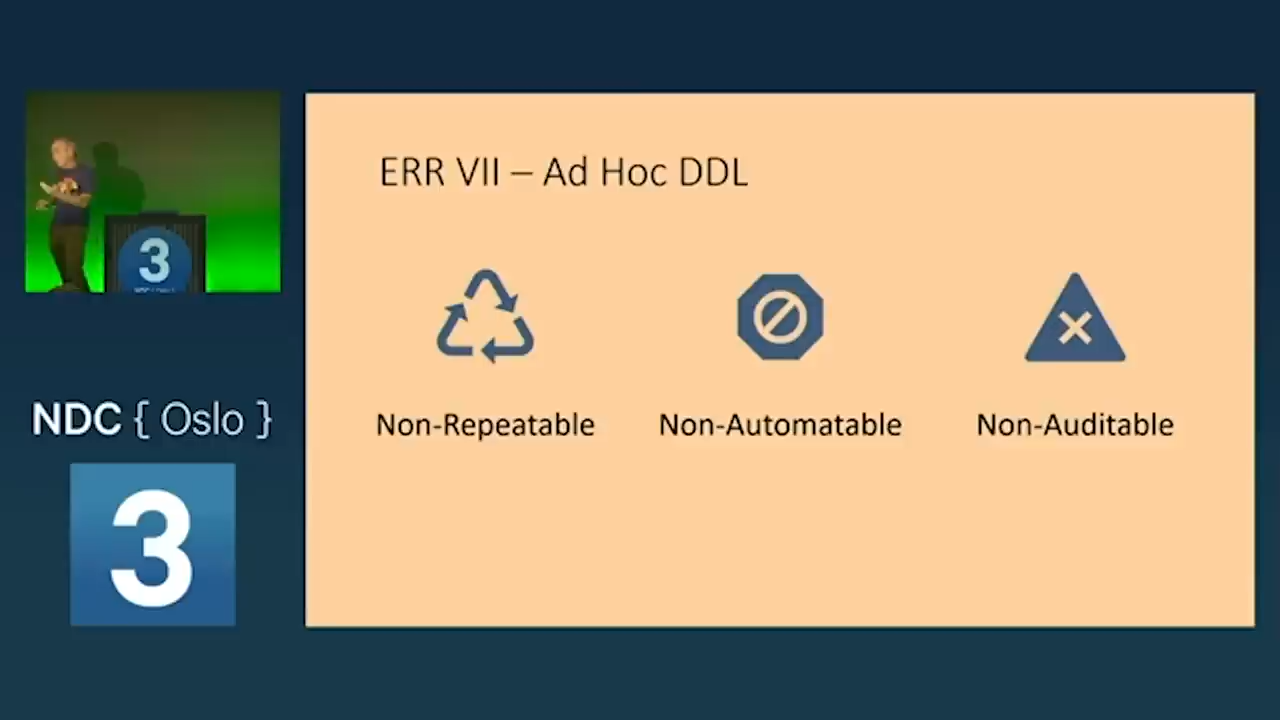 ERR VII – Ad Hoc DDL
Non-Repeatable
Non-Automatable
Non-Auditable
3
NDC { Oslo }
3